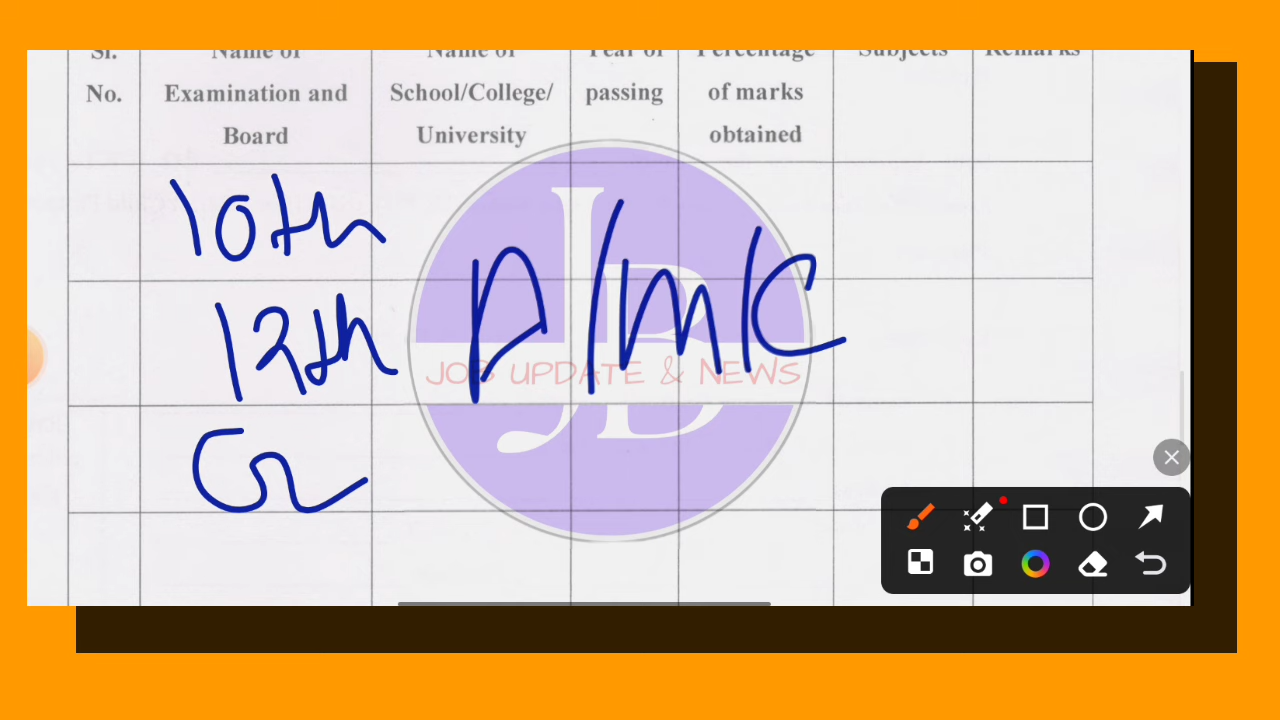 Sl. Name of Name of Year of Percentage Subjects Remarks
No. Examination and School/College/ passing of marks
Board University obtained
10th
12th
P/M/C
JOB UPDATE & NEWS
JB